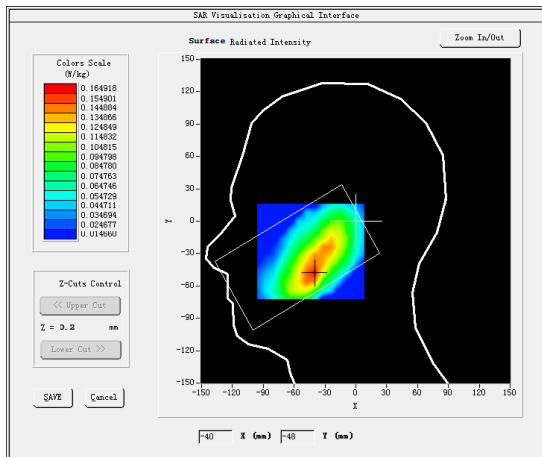 SAR Visualisation Graphical Interface
Surface Radiated Intensity
Zoom In/Out
Colors Scale
(W/kg)
0.164918
0.154901
0.144884
0.134866
0.124849
0.114832
0.104815
0.094798
0.084780
0.074763
0.064746
0.054729
0.044711
0.034694
0.024677
0.014660
Z-Cuts Control
<< Upper Cut
Z = 0.2 mm
Lower Cut >>
SAVE Cancel
150
120
90
60
30
0
-30
-60
-90
-120
-150
Y
-150 -120 -90 -60 -30 0 30 60 90 120 150
X
-40 X (mm) -48 Y (mm)